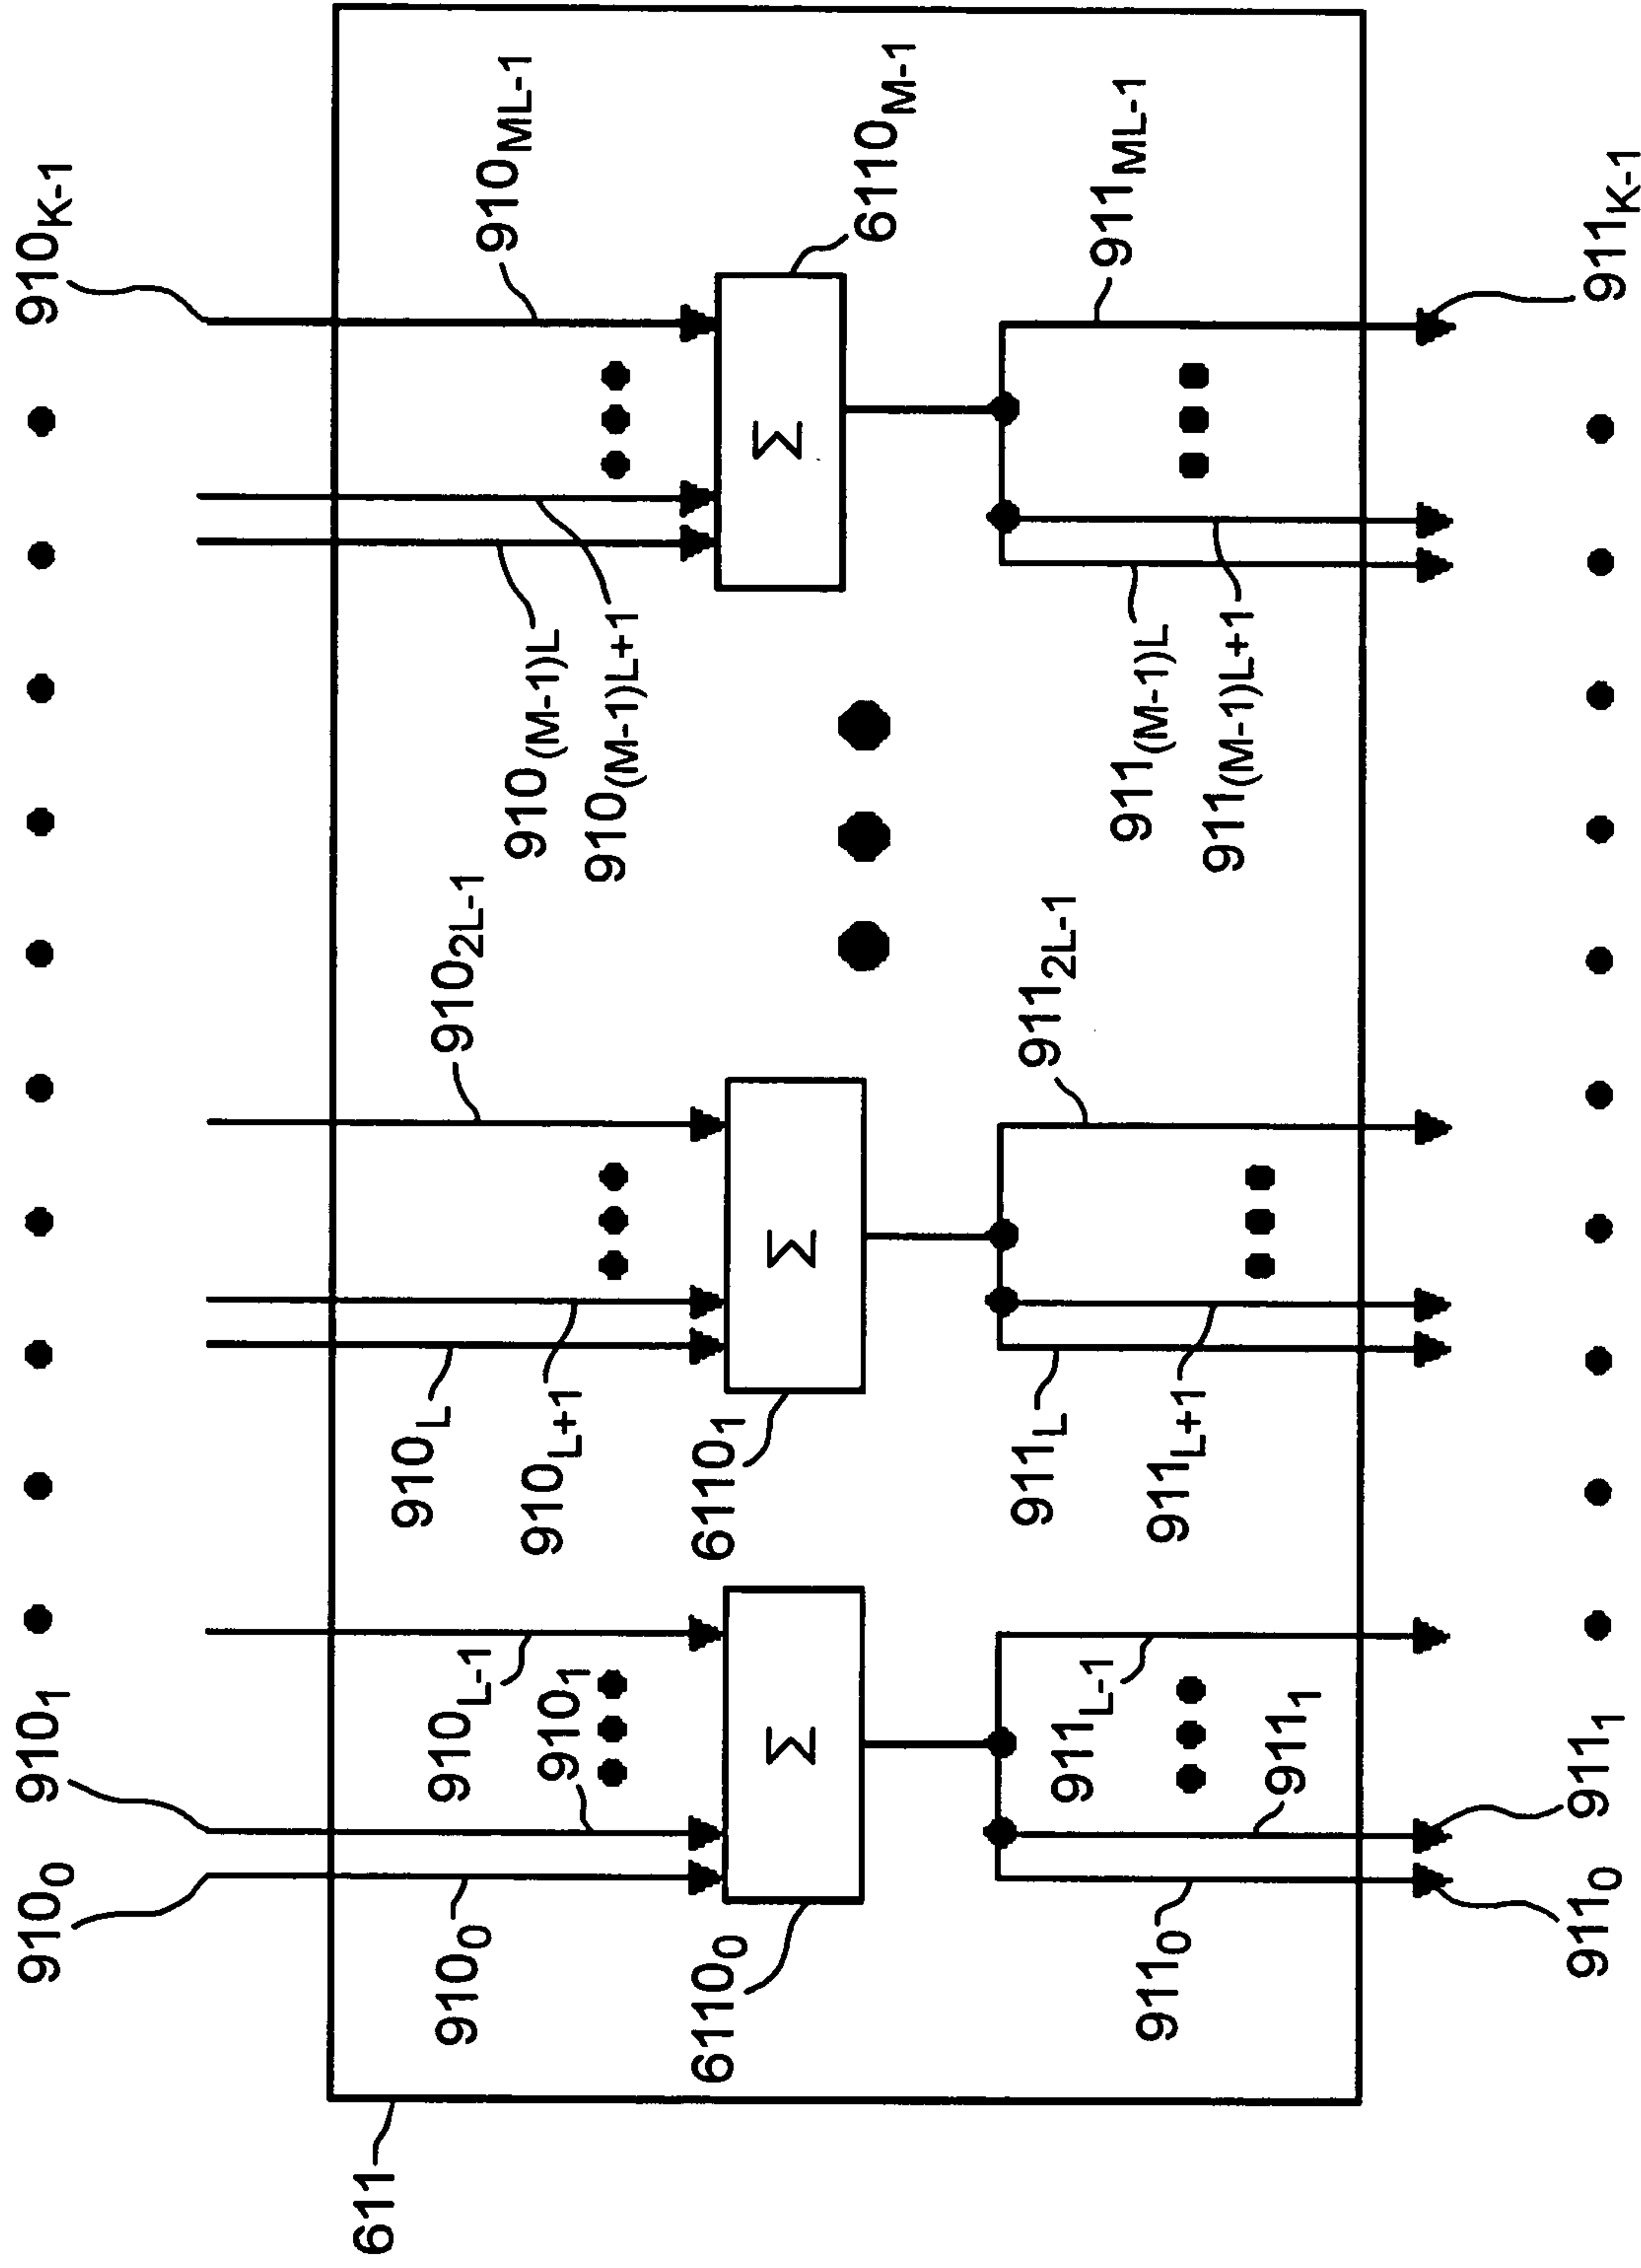 910₀ 910₁ 910K-1
611
910₀ 910L-1 910L 910₂L-1 910(M-1)L 910ML-1
910₁ 910L+1 910(M-1)L+1
6110₀ Σ 6110₁ Σ Σ 6110M-1
911₀ 911L-1 911L 911₂L-1 911(M-1)L 911ML-1
911₁ 911L+1 911(M-1)L+1
911₀ 911₁ 911K-1